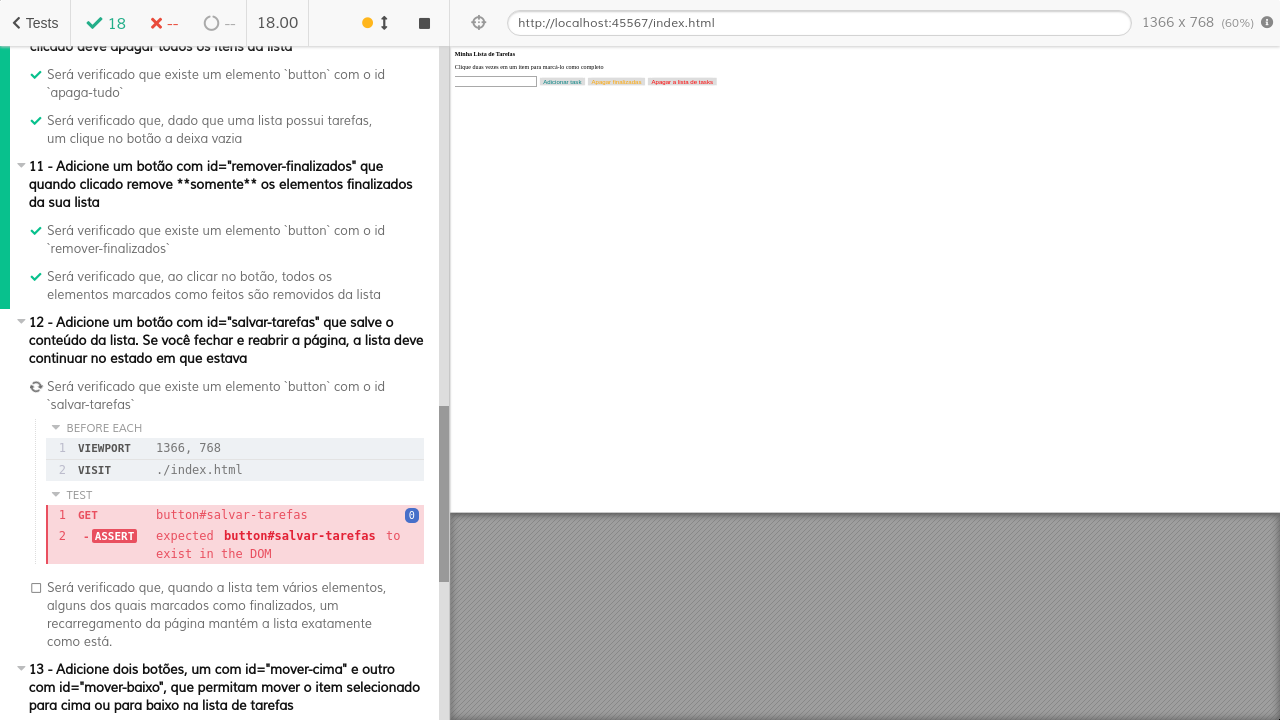 Tests
18
--
--
18.00
http://localhost:45567/index.html
1366 x 768 (60%)
clicado deve apagar todos os itens da lista
Será verificado que existe um elemento `button` com o id
`apaga-tudo`
Será verificado que, dado que uma lista possui tarefas,
um clique no botão a deixa vazia
11 - Adicione um botão com id="remover-finalizados" que
quando clicado remove **somente** os elementos finalizados
da sua lista
Será verificado que existe um elemento `button` com o id
`remover-finalizados`
Será verificado que, ao clicar no botão, todos os
elementos marcados como feitos são removidos da lista
12 - Adicione um botão com id="salvar-tarefas" que salve o
conteúdo da lista. Se você fechar e reabrir a página, a lista deve
continuar no estado em que estava
Será verificado que existe um elemento `button` com o id
`salvar-tarefas`
BEFORE EACH
1 VIEWPORT 1366, 768
2 VISIT ./index.html
TEST
1 GET button#salvar-tarefas 0
2 -ASSERT expected button#salvar-tarefas to
exist in the DOM
Será verificado que, quando a lista tem vários elementos,
alguns dos quais marcados como finalizados, um
recarregamento da página mantém a lista exatamente
como está.
13 - Adicione dois botões, um com id="mover-cima" e outro
com id="mover-baixo", que permitam mover o item selecionado
para cima ou para baixo na lista de tarefas
Minha Lista de Tarefas
Clique duas vezes em um item para marcá-lo como completo
Adicionar task Apagar finalizadas Apagar a lista de tasks